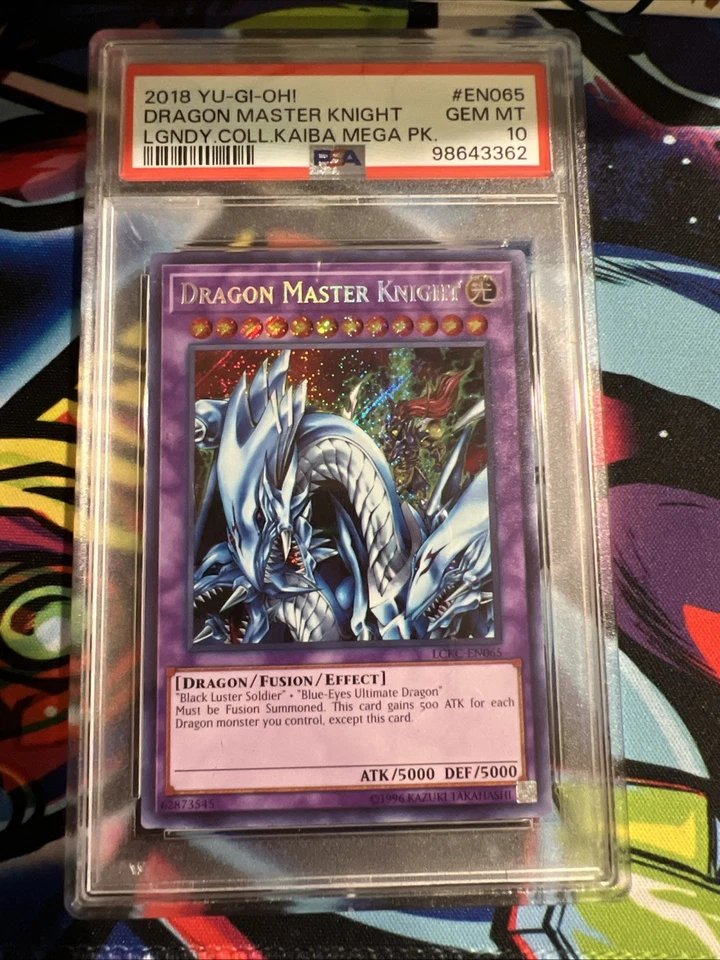 2018 YU-GI-OH! #EN065
DRAGON MASTER KNIGHT GEM MT
LGNDY.COLL.KAIBA MEGA PK. 10
PSA 98643362
DRAGON MASTER KNIGHT
光
LCKC-EN065
[DRAGON/FUSION/EFFECT]
"Black Luster Soldier" + "Blue-Eyes Ultimate Dragon"
Must be Fusion Summoned. This card gains 500 ATK for each
Dragon monster you control, except this card.
ATK/5000 DEF/5000
62873545 ©1996 KAZUKI TAKAHASHI